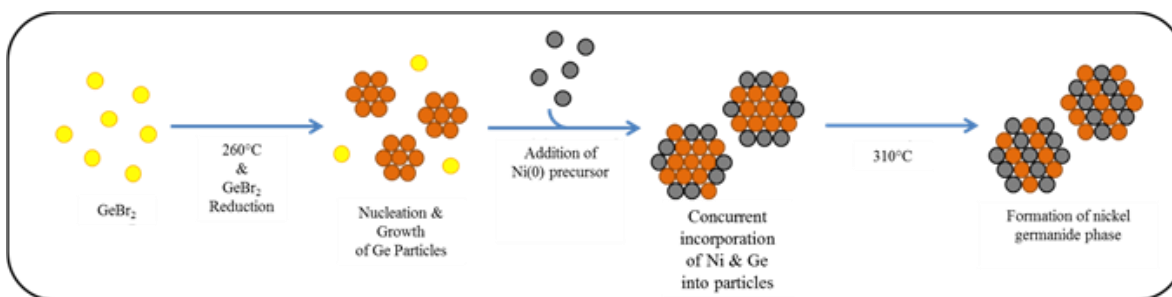 GeBr₂
260°C
&
GeBr₂
Reduction
Nucleation &
Growth
of Ge Particles
Addition of
Ni(0) precursor
Concurrent
incorporation
of Ni & Ge
into particles
310°C
Formation of nickel
germanide phase